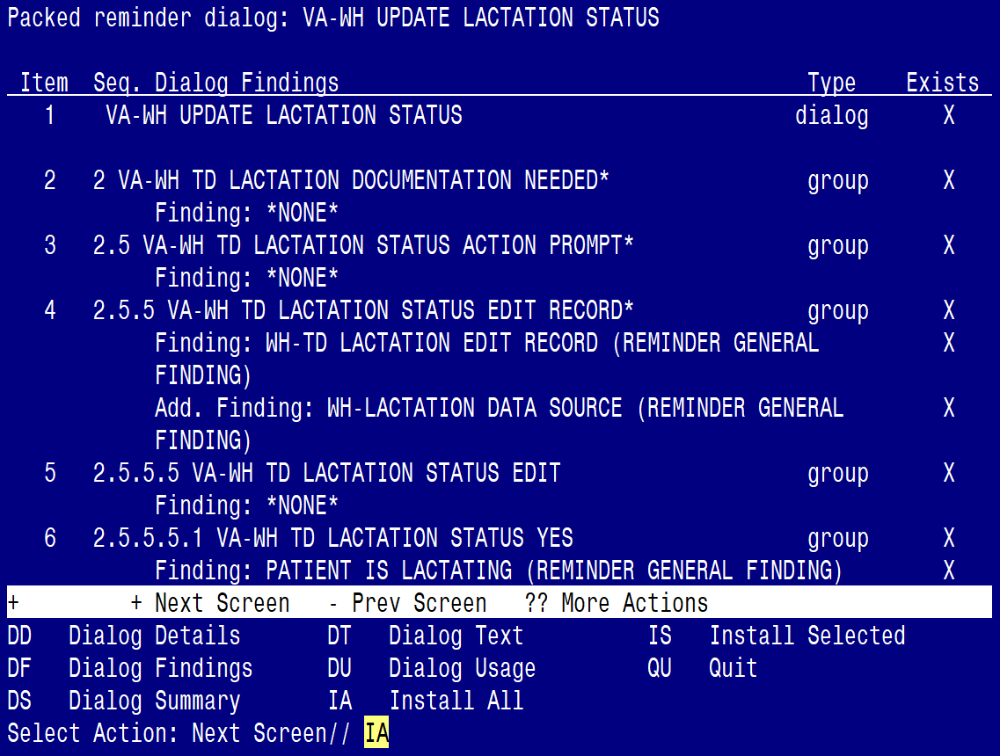 Packed reminder dialog: VA-WH UPDATE LACTATION STATUS
Item Seq. Dialog Findings Type Exists
1 VA-WH UPDATE LACTATION STATUS dialog X
2 2 VA-WH TD LACTATION DOCUMENTATION NEEDED* group X
Finding: *NONE*
3 2.5 VA-WH TD LACTATION STATUS ACTION PROMPT* group X
Finding: *NONE*
4 2.5.5 VA-WH TD LACTATION STATUS EDIT RECORD* group X
Finding: WH-TD LACTATION EDIT RECORD (REMINDER GENERAL X
FINDING)
Add. Finding: WH-LACTATION DATA SOURCE (REMINDER GENERAL X
FINDING)
5 2.5.5.5 VA-WH TD LACTATION STATUS EDIT group X
Finding: *NONE*
6 2.5.5.5.1 VA-WH TD LACTATION STATUS YES group X
Finding: PATIENT IS LACTATING (REMINDER GENERAL FINDING) X
+ + Next Screen - Prev Screen ?? More Actions
DD Dialog Details DT Dialog Text IS Install Selected
DF Dialog Findings DU Dialog Usage QU Quit
DS Dialog Summary IA Install All
Select Action: Next Screen// IA